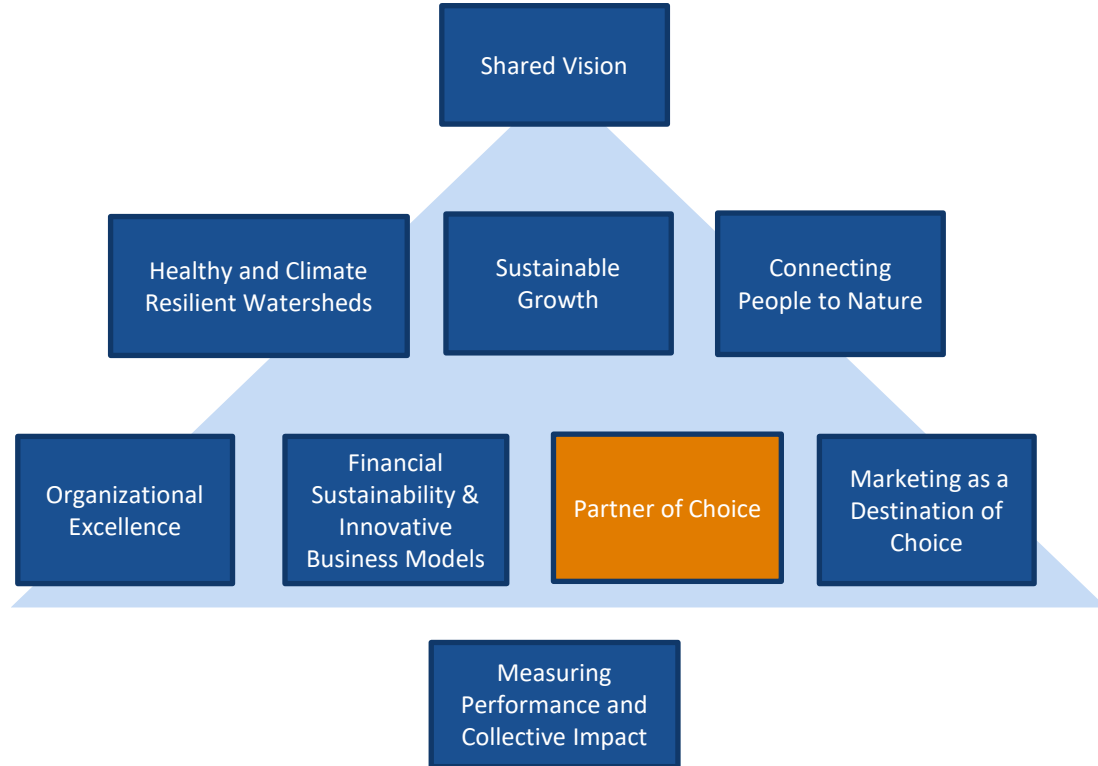 Shared Vision
Healthy and Climate
Resilient Watersheds
Sustainable
Growth
Connecting
People to Nature
Organizational
Excellence
Financial
Sustainability &
Innovative
Business Models
Partner of Choice
Marketing as a
Destination of
Choice
Measuring
Performance and
Collective Impact